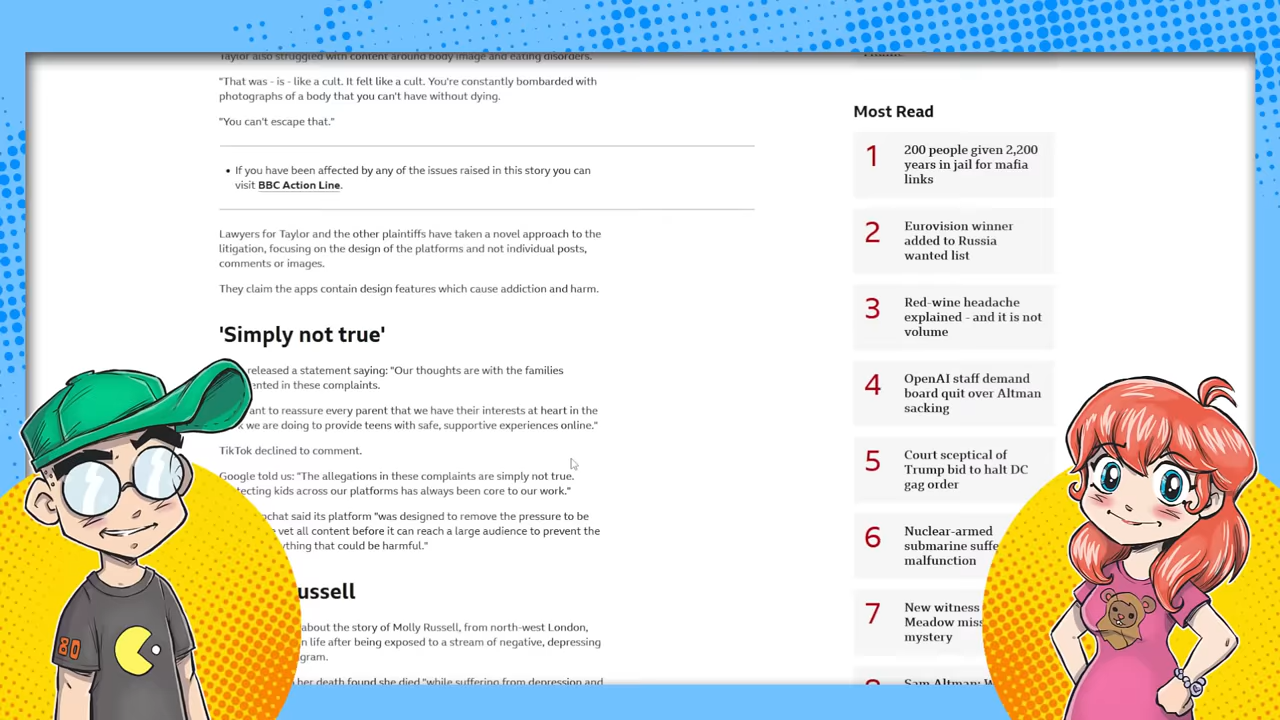 Taylor also struggled with content around body image and eating disorders.
"That was - is - like a cult. It felt like a cult. You're constantly bombarded with
photographs of a body that you can't have without dying.
"You can't escape that."
If you have been affected by any of the issues raised in this story you can
visit BBC Action Line.
Lawyers for Taylor and the other plaintiffs have taken a novel approach to the
litigation, focusing on the design of the platforms and not individual posts,
comments or images.
They claim the apps contain design features which cause addiction and harm.
'Simply not true'
released a statement saying: "Our thoughts are with the families
in these complaints.
to reassure every parent that we have their interests at heart in the
we are doing to provide teens with safe, supportive experiences online."
TikTok declined to comment.
Google told us: "The allegations in these complaints are simply not true.
kids across our platforms has always been core to our work."
said its platform "was designed to remove the pressure to be
vet all content before it can reach a large audience to prevent the
that could be harmful."
about the story of Molly Russell, from north-west London,
life after being exposed to a stream of negative, depressing
her death found she died "while suffering from depression and
Most Read
1
200 people given 2,200
years in jail for mafia
links
2
Eurovision winner
added to Russia
wanted list
3
Red-wine headache
explained - and it is not
volume
4
OpenAI staff demand
board quit over Altman
sacking
5
Court sceptical of
Trump bid to halt DC
gag order
6
Nuclear-armed
submarine
malfunction
7
New witness
Meadow
mystery
Sam Altman:
80